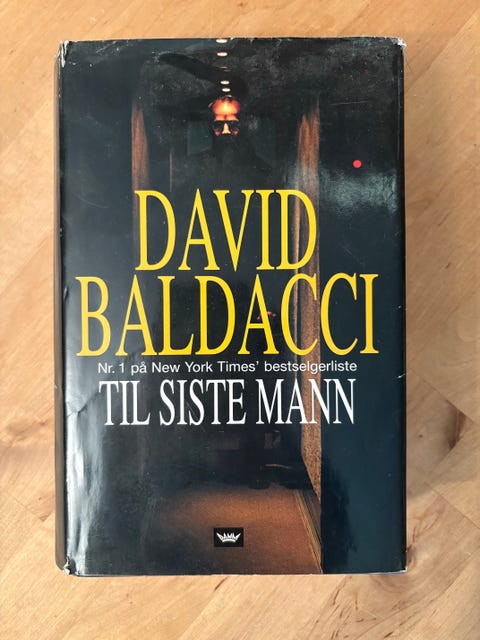 DAVID
BALDACCI
Nr. 1 på New York Times' bestselgerliste
TIL SISTE MANN